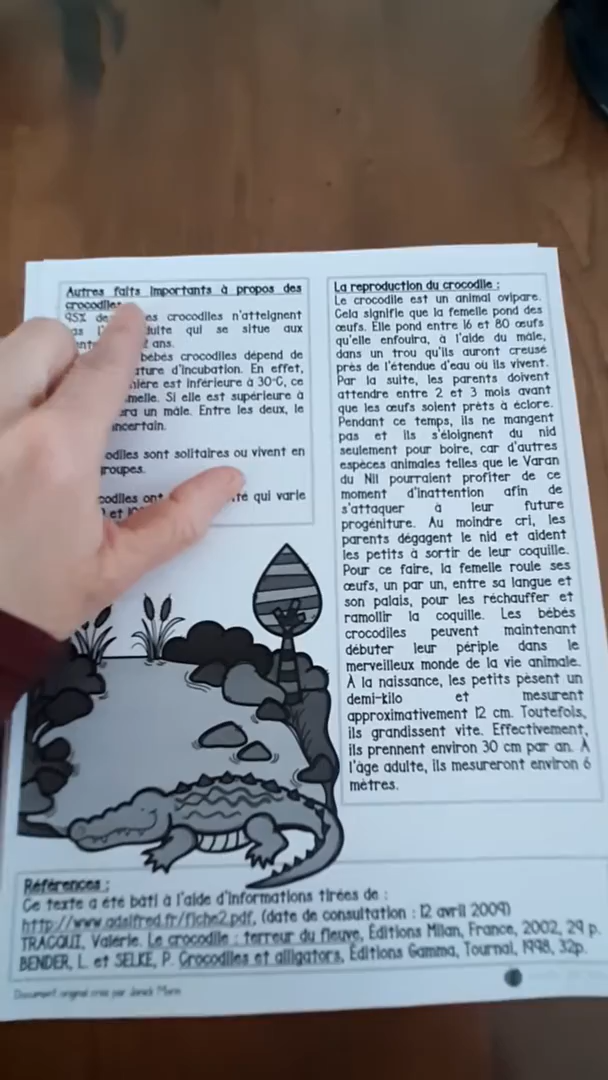 Autres faits importants à propos des
crocodiles
95% de es crocodiles n'atteignent
as l' dulte qui se situe aux
2 ans.
bébés crocodiles dépend de
ature d'incubation. En effet,
nière est inférieure à 30°C, ce
melle. Si elle est supérieure à
ra un mâle. Entre les deux, le
incertain.
odiles sont solitaires ou vivent en
roupes.
codiles ont té qui varie
et
La reproduction du crocodile :
Le crocodile est un animal ovipare.
Cela signifie que la femelle pond des
œufs. Elle pond entre 16 et 80 œufs
qu'elle enfouira, à l'aide du mâle,
dans un trou qu'ils auront creusé
près de l'étendue d'eau où ils vivent.
Par la suite, les parents doivent
attendre entre 2 et 3 mois avant
que les œufs soient prêts à éclore.
Pendant ce temps, ils ne mangent
pas et ils s'éloignent du nid
seulement pour boire, car d'autres
espèces animales telles que le Varan
du Nil pourraient profiter de ce
moment d'inattention afin de
s'attaquer à leur future
progéniture. Au moindre cri, les
parents dégagent le nid et aident
les petits à sortir de leur coquille.
Pour ce faire, la femelle roule ses
œufs, un par un, entre sa langue et
son palais, pour les réchauffer et
ramollir la coquille. Les bébés
crocodiles peuvent maintenant
débuter leur périple dans le
merveilleux monde de la vie animale.
À la naissance, les petits pèsent un
demi-kilo et mesurent
approximativement 12 cm. Toutefois,
ils grandissent vite. Effectivement,
ils prennent environ 30 cm par an. À
l'âge adulte, ils mesureront environ 6
mètres.
Références :
Ce texte a été bâti à l'aide d'informations tirées de :
http://www.adalfred.fr/fiche2.pdf, (date de consultation : 12 avril 2009)
TRACQUI, Valérie. Le crocodile : terreur du fleuve, Éditions Milan, France, 2002, 29 p.
BENDER, L. et SELKE, P. Crocodiles et alligators, Éditions Gamma, Tournai, 1998, 32p.
Document original créé par Janick Morin